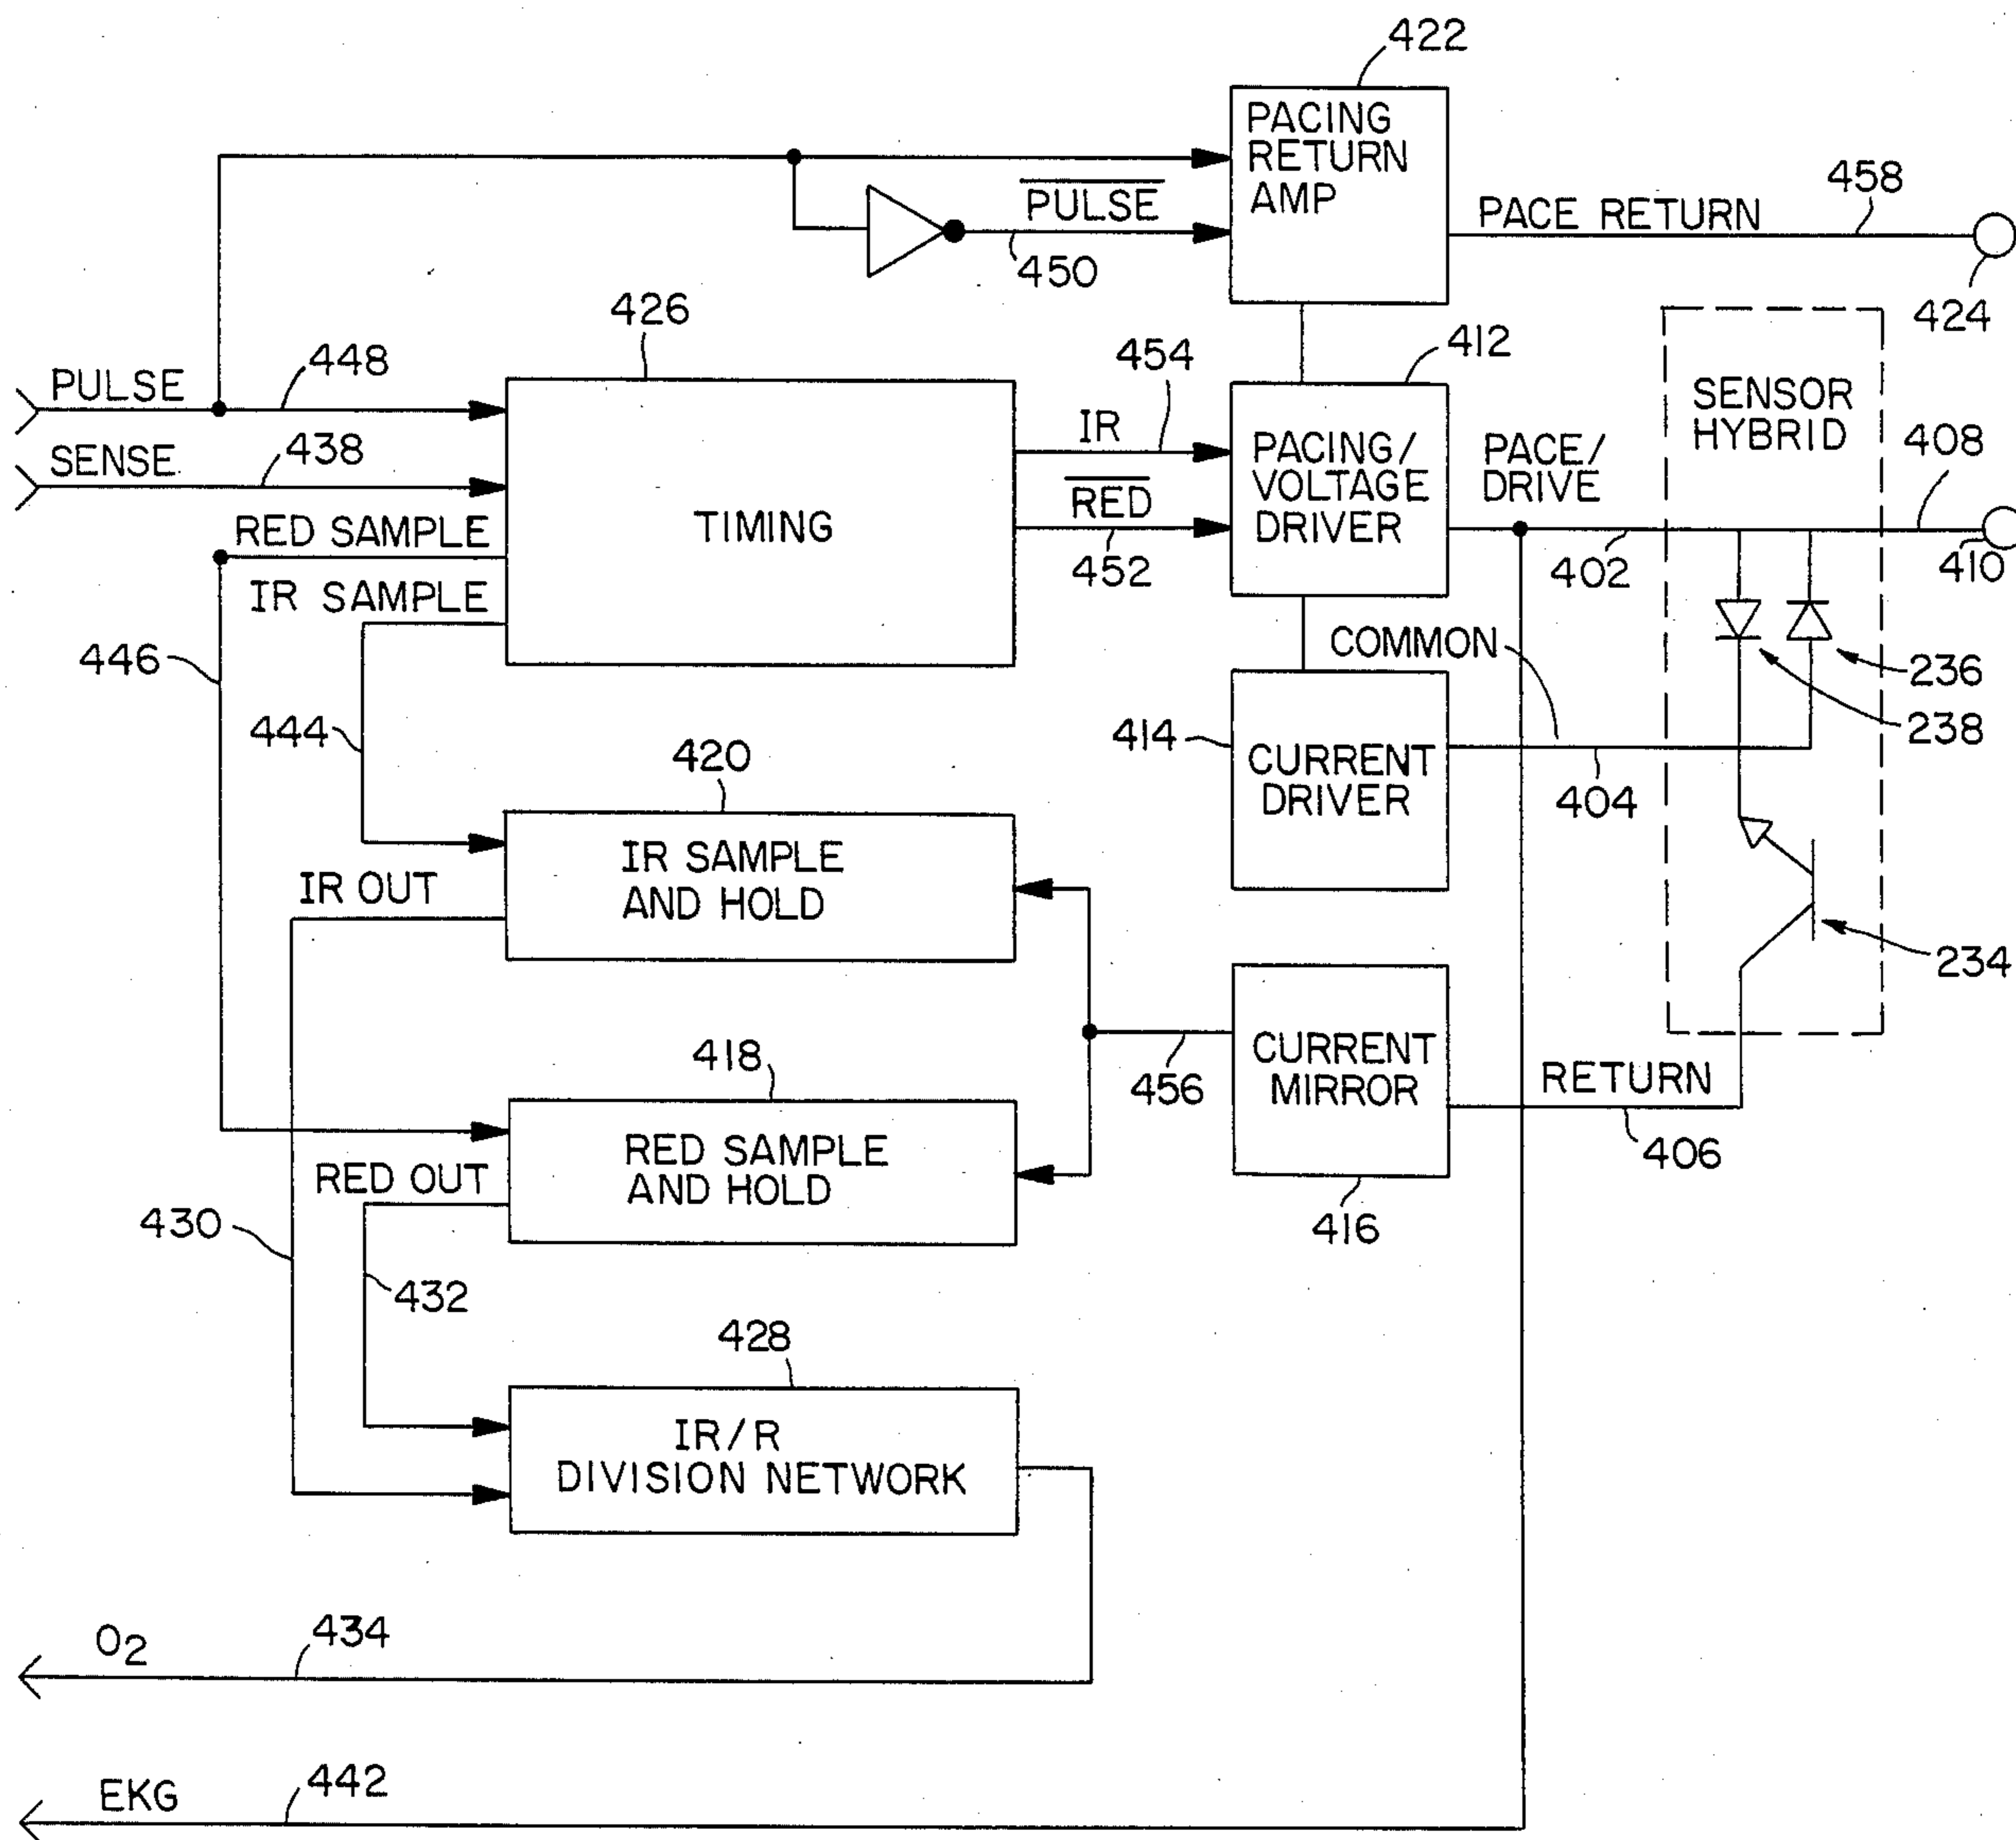 422
PACING
RETURN
AMP
PULSE
450
PACE RETURN
458
424
426
454
412
PULSE
448
SENSE
438
RED SAMPLE
IR SAMPLE
TIMING
IR
RED
452
PACING/
VOLTAGE
DRIVER
PACE/
DRIVE
402
SENSOR
HYBRID
408
410
446
444
COMMON
236
238
414
CURRENT
DRIVER
404
420
IR SAMPLE
AND HOLD
IR OUT
234
418
456
CURRENT
MIRROR
RETURN
406
416
RED SAMPLE
AND HOLD
RED OUT
430
432
428
IR/R
DIVISION NETWORK
O2
434
EKG
442